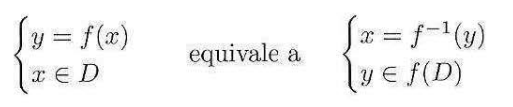 y = f(x) equivale a x = f⁻¹(y)
x ∈ D y ∈ f(D)